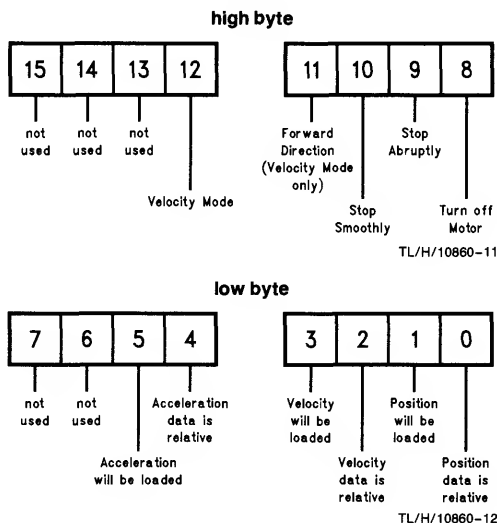 high byte
15 14 13 12 11 10 9 8
not used
not used
not used
Velocity Mode
Forward Direction (Velocity Mode only)
Stop Smoothly
Stop Abruptly
Turn off Motor
TL/H/10860-11
low byte
7 6 5 4 3 2 1 0
not used
not used
Acceleration will be loaded
Acceleration data is relative
Velocity will be loaded
Velocity data is relative
Position will be loaded
Position data is relative
TL/H/10860-12